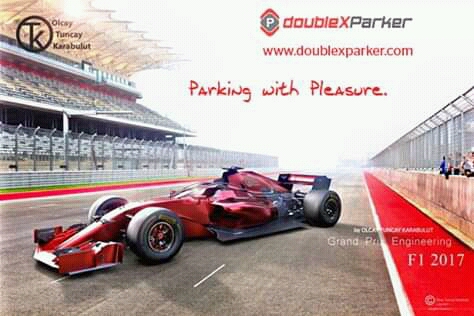 Olcay
Tuncay
Karabulut
TK
doubleXParker
www.doublexparker.com
Parking with Pleasure.
by OLCAY TUNCAY KARABULUT
Grand Prix Engineering
F1 2017